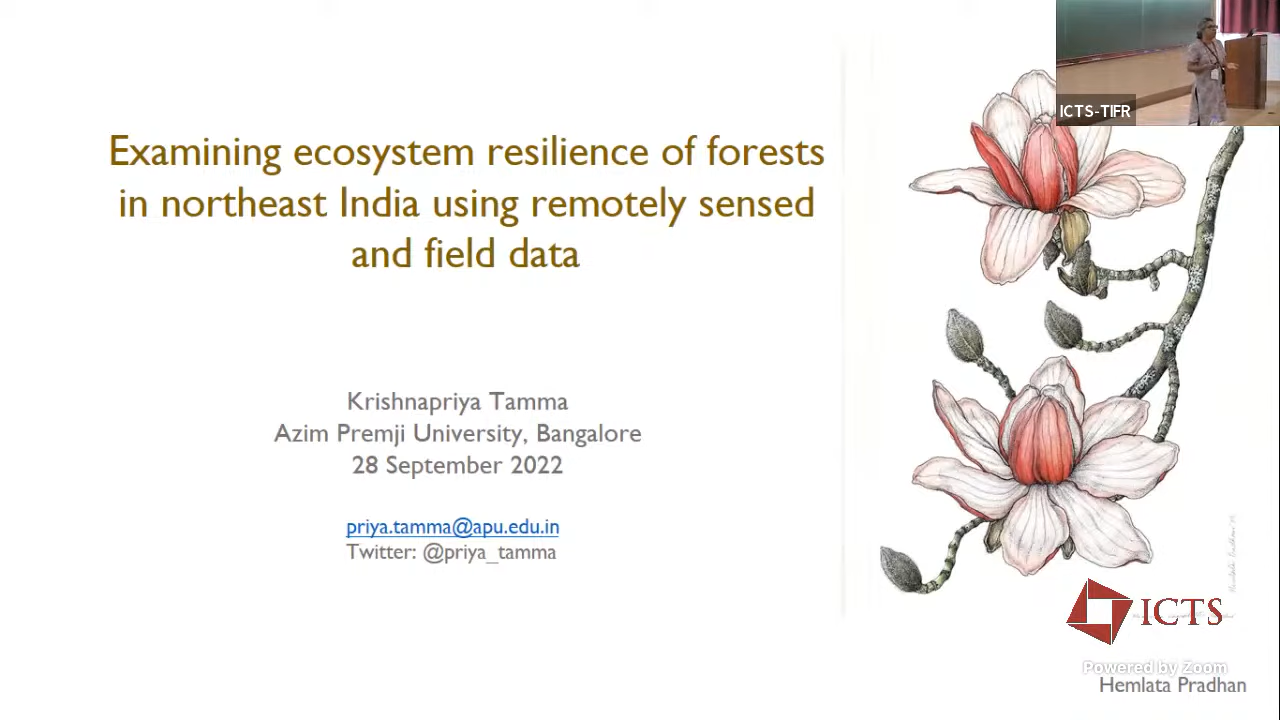 ICTS-TIFR
Examining ecosystem resilience of forests
in northeast India using remotely sensed
and field data
Krishnapriya Tamma
Azim Premji University, Bangalore
28 September 2022
priya.tamma@apu.edu.in
Twitter: @priya_tamma
ICTS
Powered by Zoom
Hemlata Pradhan